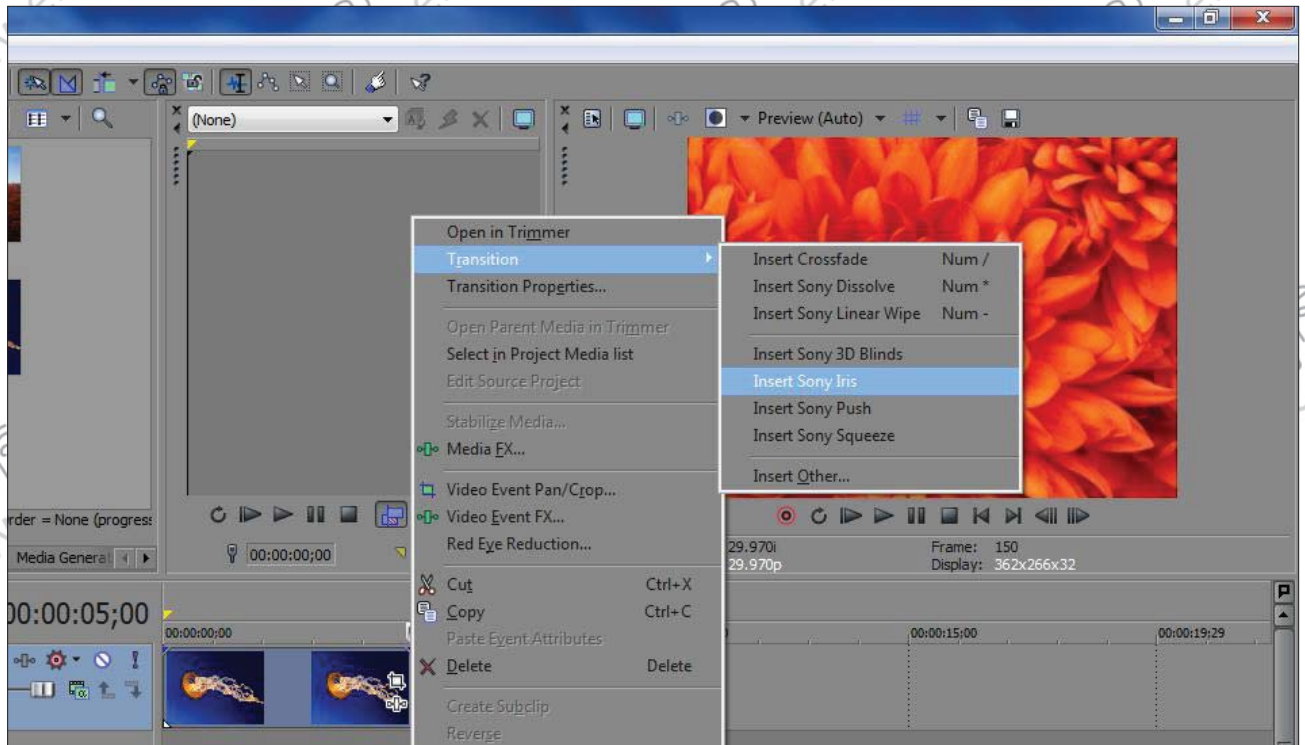 (None)
Preview (Auto)
Open in Trimmer
Transition
Transition Properties...
Open Parent Media in Trimmer
Select in Project Media list
Edit Source Project
Stabilize Media...
Media FX...
Video Event Pan/Crop...
Video Event FX...
Red Eye Reduction...
Cut Ctrl+X
Copy Ctrl+C
Paste Event Attributes
Delete Delete
Create Subclip
Reverse
Insert Crossfade Num /
Insert Sony Dissolve Num *
Insert Sony Linear Wipe Num -
Insert Sony 3D Blinds
Insert Sony Iris
Insert Sony Push
Insert Sony Squeeze
Insert Other...
rder = None (progress
Media Generat
00:00:00;00
29.970i Frame: 150
29.970p Display: 362x266x32
00:00:05;00
00:00:00;00
00:00:15;00
00:00:19;29